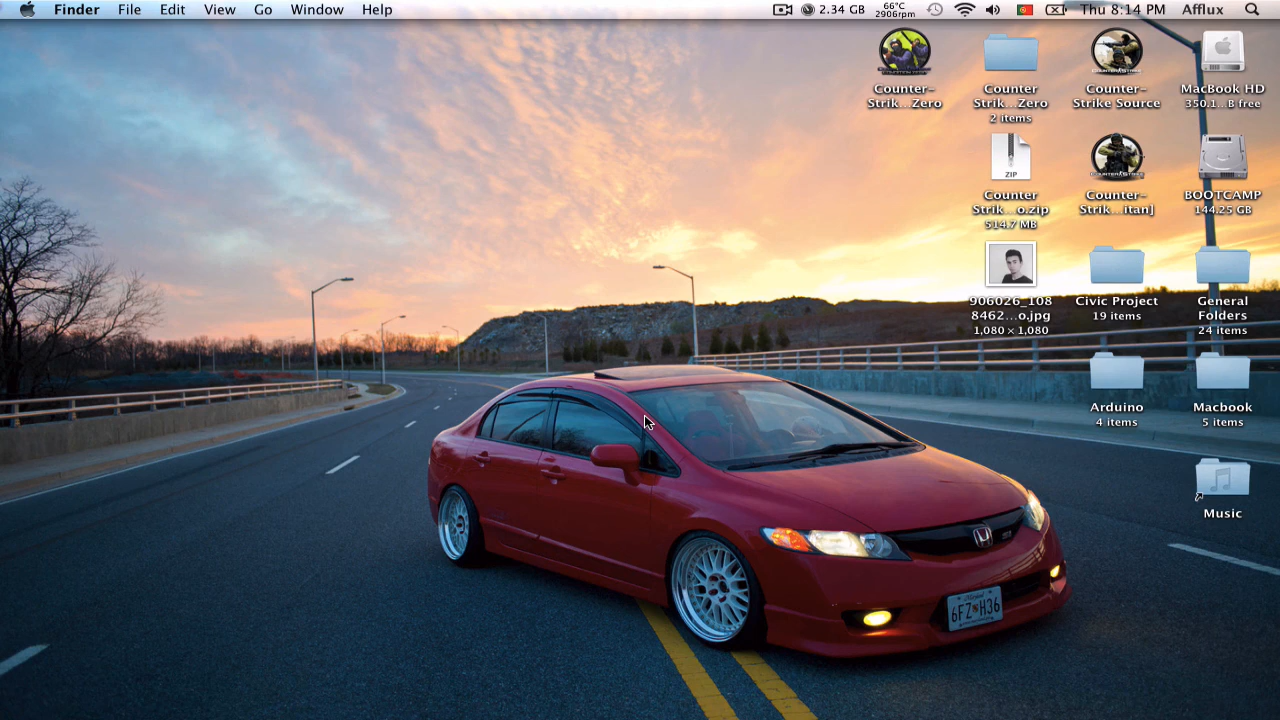 Finder File Edit View Go Window Help 2.34 GB 66°C 2906rpm Thu 8:14 PM Afflux
Counter-
Strik...Zero
Counter
Strik...Zero
2 items
Counter-
Strike Source
MacBook HD
350.1...B free
ZIP
Counter
Strik...o.zip
514.7 MB
Counter-
Strik...itan]
BOOTCAMP
144.25 GB
906026_108
8462...o.jpg
1,080 × 1,080
Civic Project
19 items
General
Folders
24 items
Arduino
4 items
Macbook
5 items
Music
6FZ H36